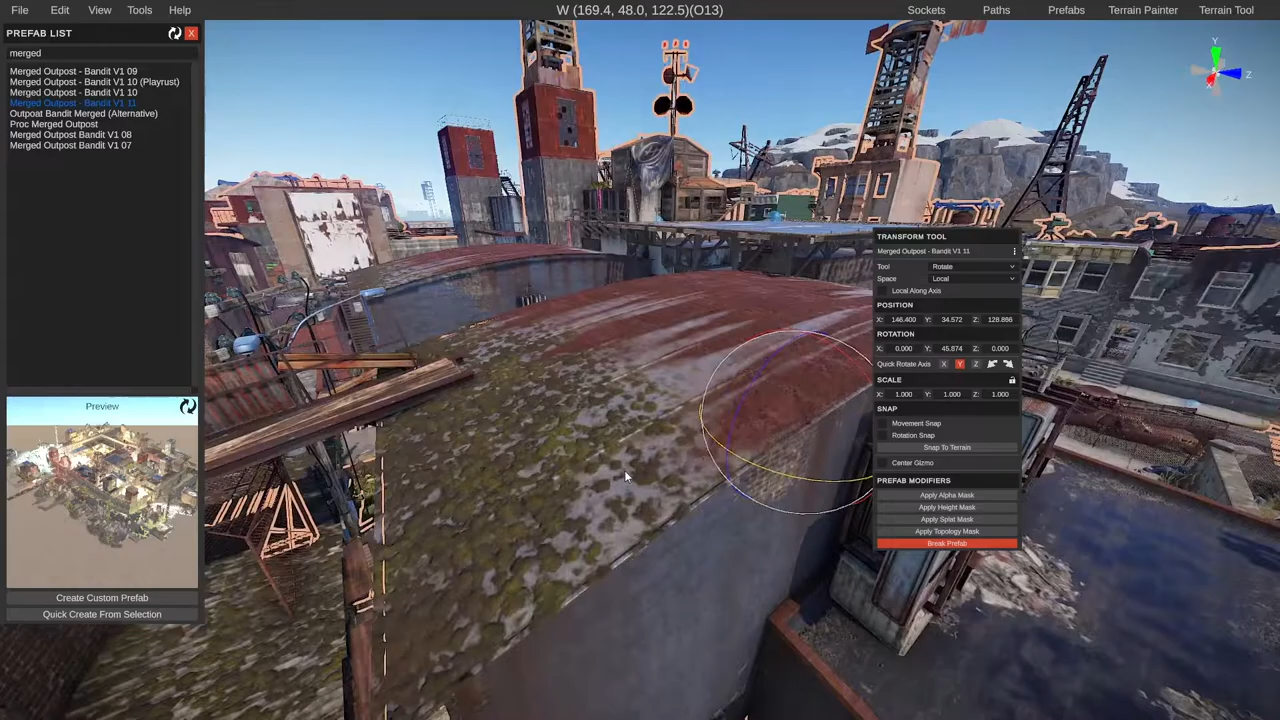 File Edit View Tools Help
W (169.4, 48.0, 122.5)(O13)
Sockets Paths Prefabs Terrain Painter Terrain Tool
PREFAB LIST
X
merged
Merged Outpost - Bandit V1 09
Merged Outpost - Bandit V1 10 (Playrust)
Merged Outpost - Bandit V1 10
Merged Outpost - Bandit V1 11
Outpoat Bandit Merged (Alternative)
Proc Merged Outpost
Merged Outpost Bandit V1 08
Merged Outpost Bandit V1 07
Preview
Create Custom Prefab
Quick Create From Selection
Y
Z
TRANSFORM TOOL
Merged Outpost - Bandit V1 11
Tool Rotate
Space Local
Local Along Axis
POSITION
X: 146.400 Y: 34.572 Z: 128.866
ROTATION
X: 0.000 Y: 45.874 Z: 0.000
Quick Rotate Axis X Y Z
SCALE
X: 1.000 Y: 1.000 Z: 1.000
SNAP
Movement Snap
Rotation Snap
Snap To Terrain
Center Gizmo
PREFAB MODIFIERS
Apply Alpha Mask
Apply Height Mask
Apply Splat Mask
Apply Topology Mask
Break Prefab